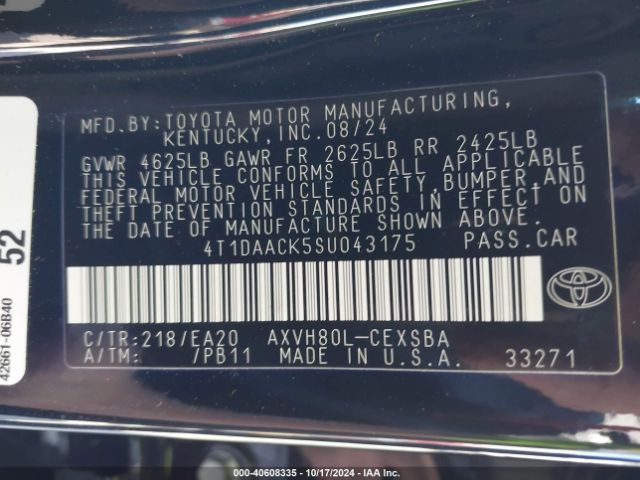 MFD.BY:TOYOTA MOTOR MANUFACTURING,
KENTUCKY, INC. 08/24
GVWR 4625LB GAWR FR 2625LB RR 2425LB
THIS VEHICLE CONFORMS TO ALL APPLICABLE
FEDERAL MOTOR VEHICLE SAFETY,BUMPER,AND
THEFT PREVENTION STANDARDS IN EFFECT ON
THE DATE OF MANUFACTURE SHOWN ABOVE.
4T1DAACK5SU043175 PASS.CAR
C/TR:218/EA20 AXVH80L-CEXSBA
A/TM: /PB11 MADE IN U.S.A. 33271
52
42661-06B40
000-40608335 | 10/17/2024 | IAA Inc.